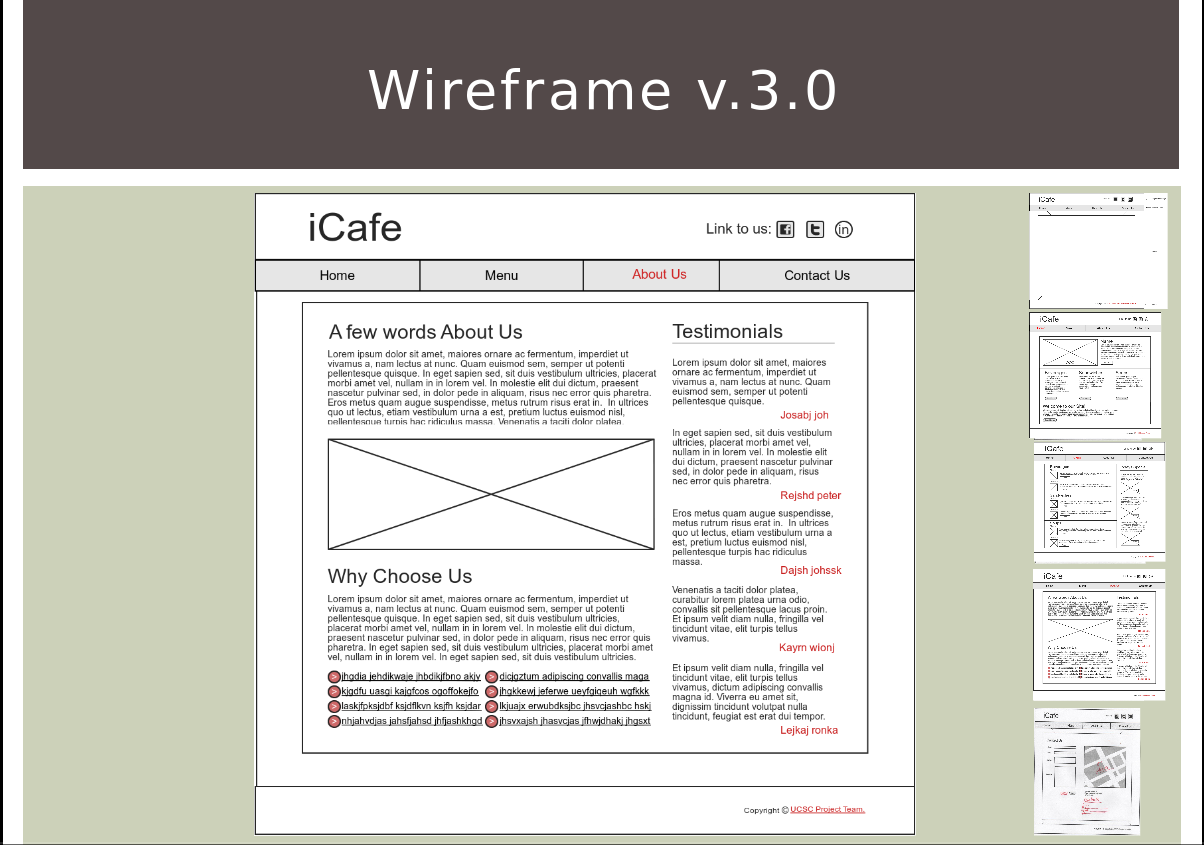 Wireframe v.3.0
iCafe
Link to us:
Home
Menu
About Us
Contact Us
A few words About Us
Lorem ipsum dolor sit amet, maiores ornare ac fermentum, imperdiet ut
vivamus a, nam lectus at nunc. Quam euismod sem, semper ut potenti
pellentesque quisque. In eget sapien sed, sit duis vestibulum ultricies, placerat
morbi amet vel, nullam in in lorem vel. In molestie elit dui dictum, praesent
nascetur pulvinar sed, in dolor pede in aliquam, risus nec error quis pharetra.
Eros metus quam augue suspendisse, metus rutrum risus erat in. In ultrices
quo ut lectus, etiam vestibulum urna a est, pretium luctus euismod nisl,
pellentesque turpis hac ridiculus massa. Venenatis a taciti dolor platea,
Why Choose Us
Lorem ipsum dolor sit amet, maiores ornare ac fermentum, imperdiet ut
vivamus a, nam lectus at nunc. Quam euismod sem, semper ut potenti
pellentesque quisque. In eget sapien sed, sit duis vestibulum ultricies,
placerat morbi amet vel, nullam in in lorem vel. In molestie elit dui dictum,
praesent nascetur pulvinar sed, in dolor pede in aliquam, risus nec error quis
pharetra. In eget sapien sed, sit duis vestibulum ultricies, placerat morbi amet
vel, nullam in in lorem vel. In eget sapien sed, sit duis vestibulum ultricies.
jhgdia jehdikwaje jhbdikjfbno akjv
kjgdfu uasgi kajgfcos ogoffokejfo
laskjfpksjdbf ksjdflkvn ksjfh ksjdar
nhjahvdjas jahsfjahsd jhfjashkhgd
dicjgztum adipiscing convallis maga
jhgkkewj jeferwe ueyfgigeuh wgfkkk
lkjuajx erwubdksjbc jhsvcjashbc hskj
jhsvxajsh jhasvcjas jfhwjdhakj jhgsxt
Testimonials
Lorem ipsum dolor sit amet, maiores
ornare ac fermentum, imperdiet ut
vivamus a, nam lectus at nunc. Quam
euismod sem, semper ut potenti
pellentesque quisque.
Josabj joh
In eget sapien sed, sit duis vestibulum
ultricies, placerat morbi amet vel,
nullam in in lorem vel. In molestie elit
dui dictum, praesent nascetur pulvinar
sed, in dolor pede in aliquam, risus
nec error quis pharetra.
Rejshd peter
Eros metus quam augue suspendisse,
metus rutrum risus erat in. In ultrices
quo ut lectus, etiam vestibulum urna a
est, pretium luctus euismod nisl,
pellentesque turpis hac ridiculus
massa.
Dajsh johssk
Venenatis a taciti dolor platea,
curabitur lorem platea urna odio,
convallis sit pellentesque lacus proin.
Et ipsum velit diam nulla, fringilla vel
tincidunt vitae, elit turpis tellus
vivamus.
Kayrn wionj
Et ipsum velit diam nulla, fringilla vel
tincidunt vitae, elit turpis tellus
vivamus, dictum adipiscing convallis
magna id. Viverra eu amet sit,
dignissim tincidunt volutpat nulla
tincidunt, feugiat est erat dui tempor.
Lejkaj ronka
Copyright © UCSC Project Team.
iCafe
iCafe
Welcome to our Site!
iCafe
iCafe
iCafe